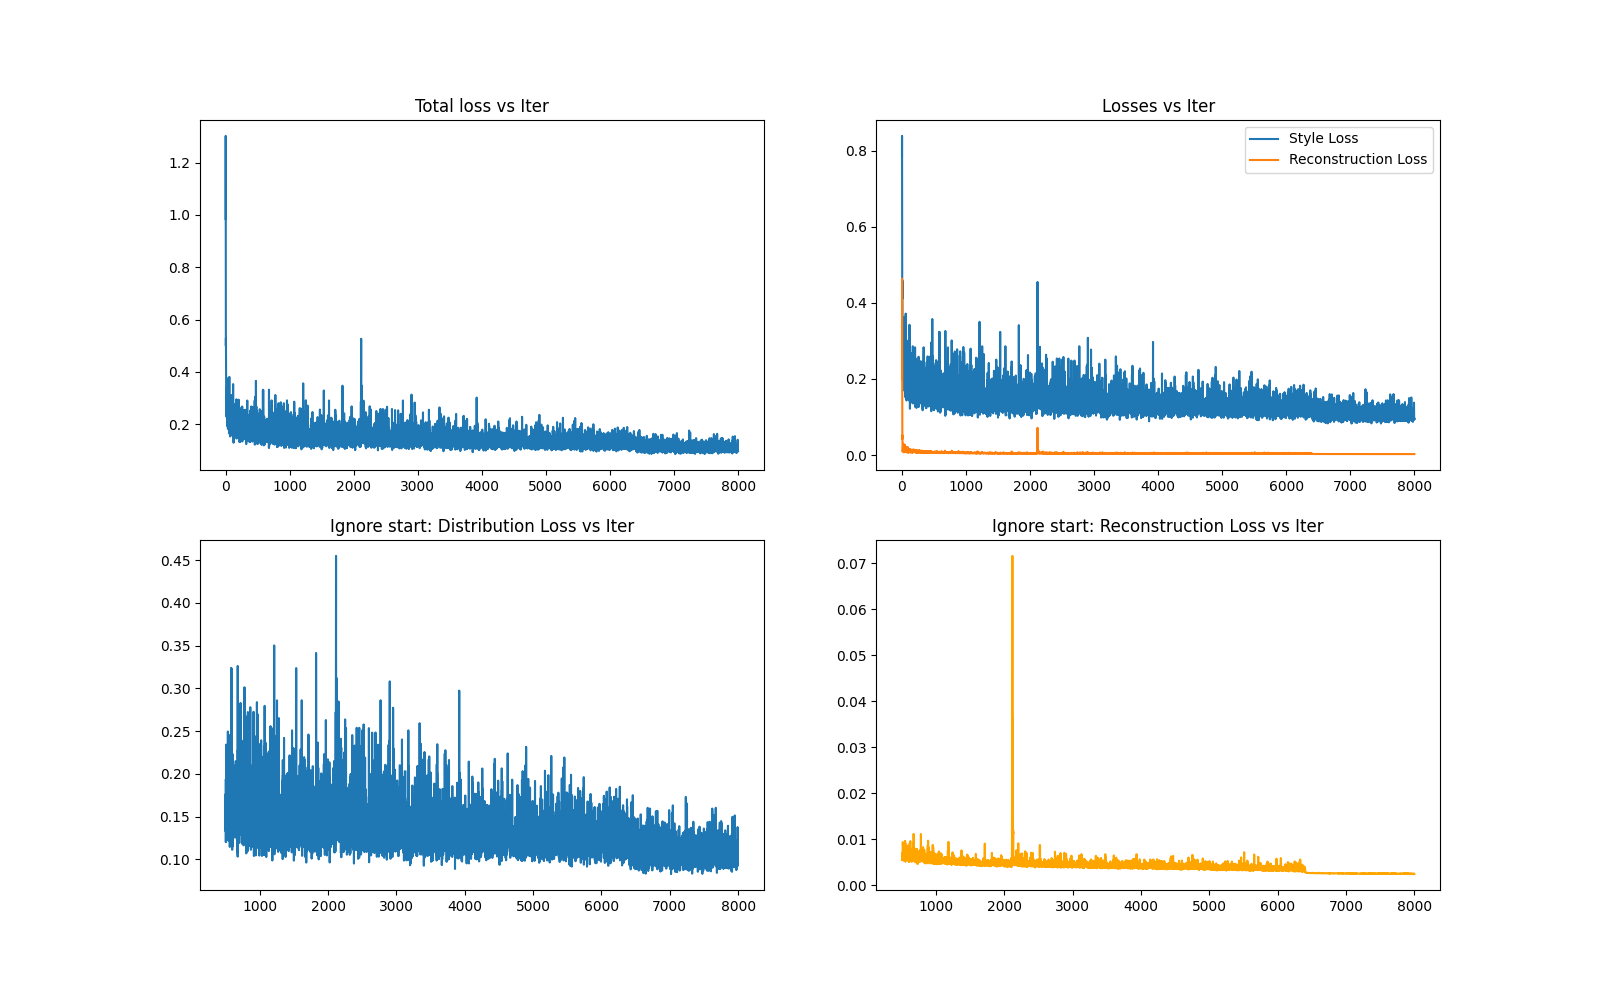 Total loss vs Iter
1.2
1.0
0.8
0.6
0.4
0.2
0 1000 2000 3000 4000 5000 6000 7000 8000
Losses vs Iter
Style Loss
Reconstruction Loss
0.8
0.6
0.4
0.2
0.0
0 1000 2000 3000 4000 5000 6000 7000 8000
Ignore start: Distribution Loss vs Iter
0.45
0.40
0.35
0.30
0.25
0.20
0.15
0.10
1000 2000 3000 4000 5000 6000 7000 8000
Ignore start: Reconstruction Loss vs Iter
0.07
0.06
0.05
0.04
0.03
0.02
0.01
0.00
1000 2000 3000 4000 5000 6000 7000 8000